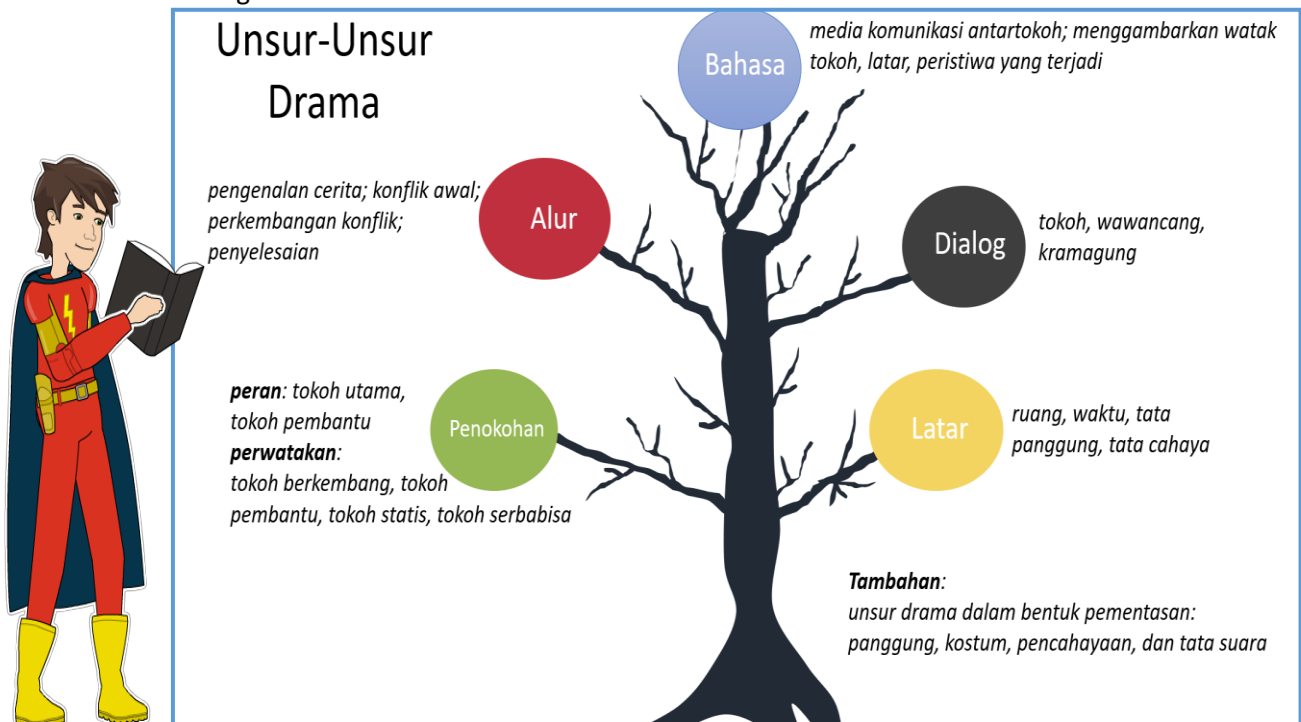 Unsur-Unsur
Drama
Bahasa
media komunikasi antartokoh; menggambarkan watak
tokoh, latar, peristiwa yang terjadi
pengenalan cerita; konflik awal;
perkembangan konflik;
penyelesaian
Alur
Dialog
tokoh, wawancang,
kramagung
peran: tokoh utama,
tokoh pembantu
perwatakan:
tokoh berkembang, tokoh
pembantu, tokoh statis, tokoh serbabisa
Penokohan
Latar
ruang, waktu, tata
panggung, tata cahaya
Tambahan:
unsur drama dalam bentuk pementasan:
panggung, kostum, pencahayaan, dan tata suara